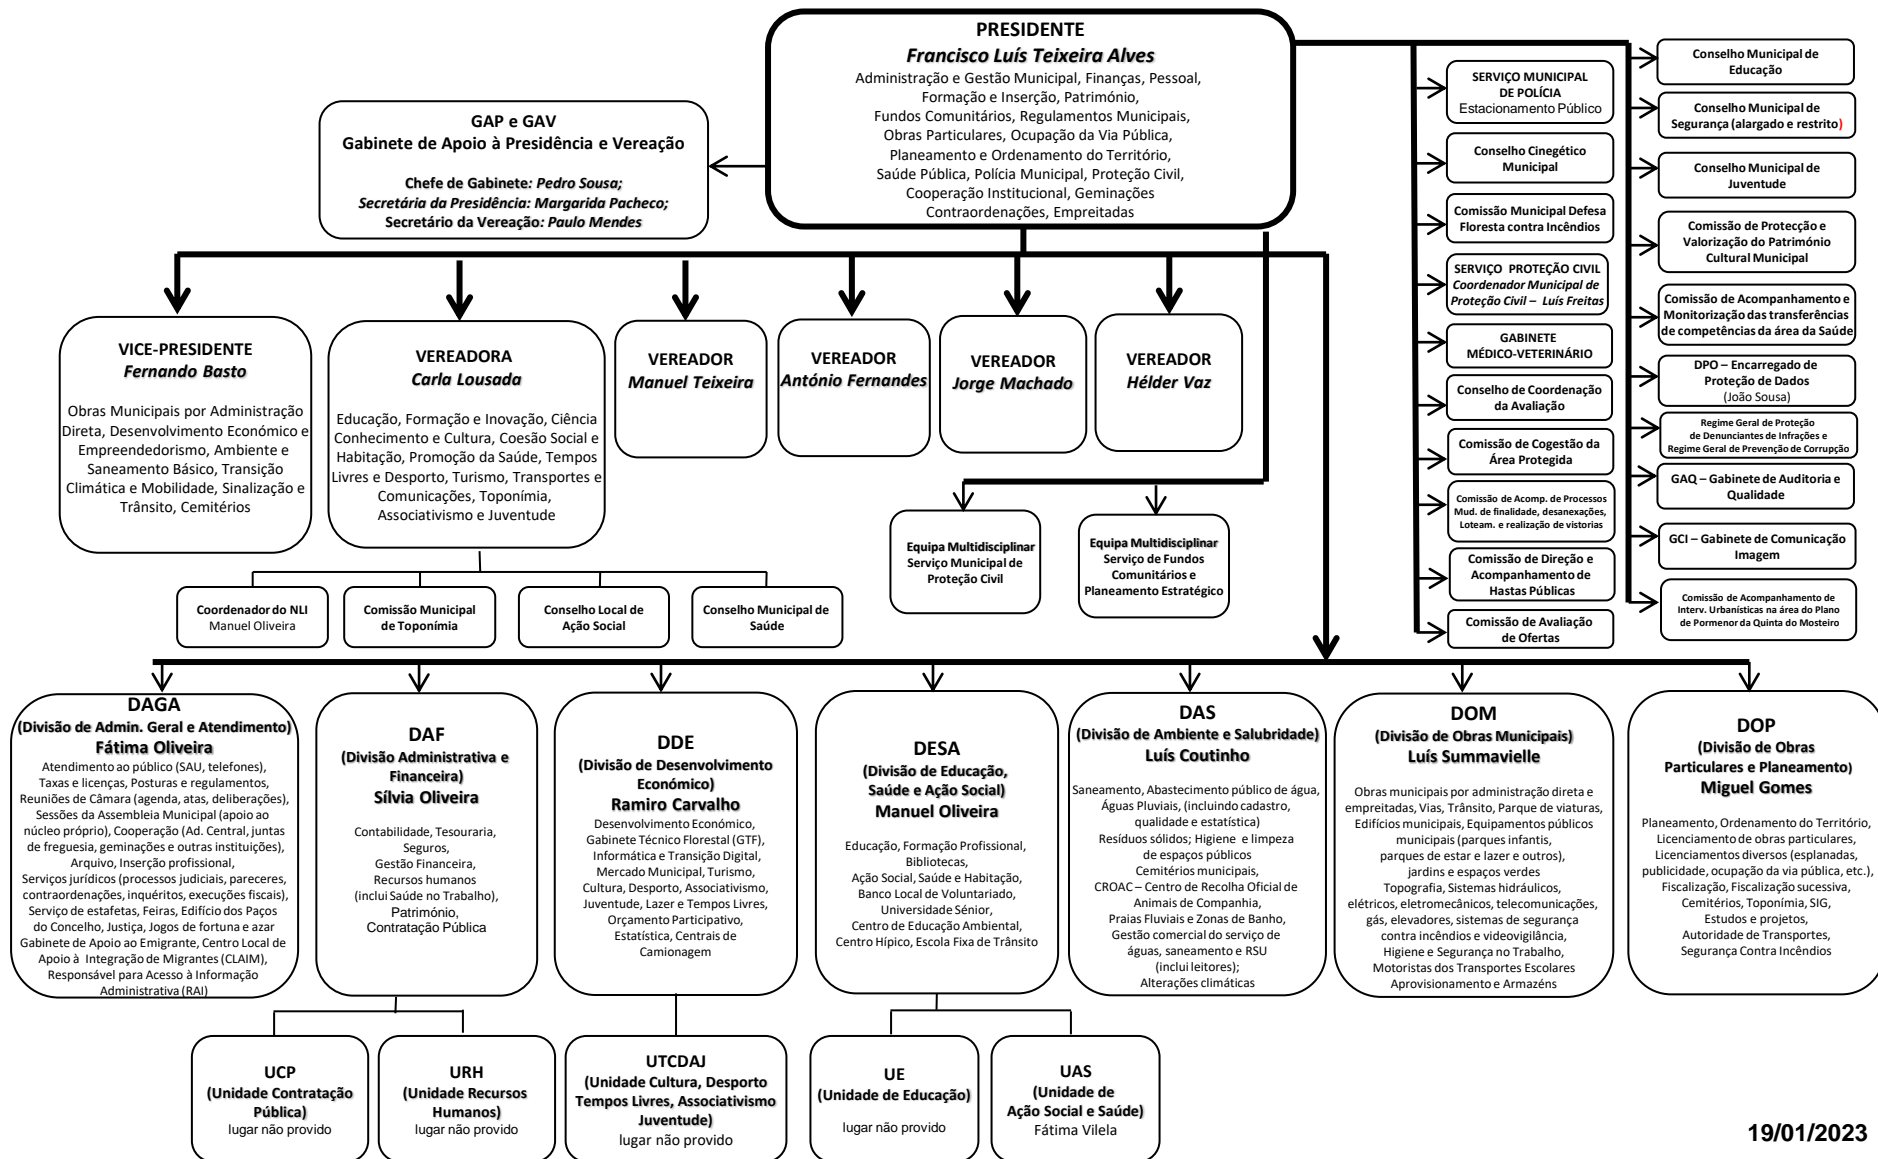 PRESIDENTE
Francisco Luís Teixeira Alves
Administração e Gestão Municipal, Finanças, Pessoal,
Formação e Inserção, Património,
Fundos Comunitários, Regulamentos Municipais,
Obras Particulares, Ocupação da Via Pública,
Planeamento e Ordenamento do Território,
Saúde Pública, Polícia Municipal, Proteção Civil,
Cooperação Institucional, Geminações
Contraordenações, Empreitadas
GAP e GAV
Gabinete de Apoio à Presidência e Vereação
Chefe de Gabinete: Pedro Sousa;
Secretária da Presidência: Margarida Pacheco;
Secretário da Vereação: Paulo Mendes
SERVIÇO MUNICIPAL
DE POLÍCIA
Estacionamento Público
Conselho Cinegético
Municipal
Comissão Municipal Defesa
Floresta contra Incêndios
SERVIÇO PROTEÇÃO CIVIL
Coordenador Municipal de
Proteção Civil – Luís Freitas
GABINETE
MÉDICO-VETERINÁRIO
Conselho de Coordenação
da Avaliação
Comissão de Cogestão da
Área Protegida
Comissão de Acomp. de Processos
Mud. de finalidade, desanexações,
Loteam. e realização de vistorias
Comissão de Direção e
Acompanhamento de
Hastas Públicas
Comissão de Avaliação
de Ofertas
Conselho Municipal de
Educação
Conselho Municipal de
Segurança (alargado e restrito)
Conselho Municipal de
Juventude
Comissão de Protecção e
Valorização do Património
Cultural Municipal
Comissão de Acompanhamento e
Monitorização das transferências
de competências da área da Saúde
DPO – Encarregado de
Proteção de Dados
(João Sousa)
Regime Geral de Proteção
de Denunciantes de Infrações e
Regime Geral de Prevenção de Corrupção
GAQ – Gabinete de Auditoria e
Qualidade
GCI – Gabinete de Comunicação
Imagem
Comissão de Acompanhamento de
Interv. Urbanísticas na área do Plano
de Pormenor da Quinta do Mosteiro
VICE-PRESIDENTE
Fernando Basto
Obras Municipais por Administração
Direta, Desenvolvimento Económico e
Empreendedorismo, Ambiente e
Saneamento Básico, Transição
Climática e Mobilidade, Sinalização e
Trânsito, Cemitérios
VEREADORA
Carla Lousada
Educação, Formação e Inovação, Ciência
Conhecimento e Cultura, Coesão Social e
Habitação, Promoção da Saúde, Tempos
Livres e Desporto, Turismo, Transportes e
Comunicações, Toponímia,
Associativismo e Juventude
VEREADOR
Manuel Teixeira
VEREADOR
António Fernandes
VEREADOR
Jorge Machado
VEREADOR
Hélder Vaz
Equipa Multidisciplinar
Serviço Municipal de
Proteção Civil
Equipa Multidisciplinar
Serviço de Fundos
Comunitários e
Planeamento Estratégico
Coordenador do NLI
Manuel Oliveira
Comissão Municipal
de Toponímia
Conselho Local de
Ação Social
Conselho Municipal de
Saúde
DAGA
(Divisão de Admin. Geral e Atendimento)
Fátima Oliveira
Atendimento ao público (SAU, telefones),
Taxas e licenças, Posturas e regulamentos,
Reuniões de Câmara (agenda, atas, deliberações),
Sessões da Assembleia Municipal (apoio ao
núcleo próprio), Cooperação (Ad. Central, juntas
de freguesia, geminações e outras instituições),
Arquivo, Inserção profissional,
Serviços jurídicos (processos judiciais, pareceres,
contraordenações, inquéritos, execuções fiscais),
Serviço de estafetas, Feiras, Edifício dos Paços
do Concelho, Justiça, Jogos de fortuna e azar
Gabinete de Apoio ao Emigrante, Centro Local de
Apoio à Integração de Migrantes (CLAIM),
Responsável para Acesso à Informação
Administrativa (RAI)
DAF
(Divisão Administrativa e
Financeira)
Sílvia Oliveira
Contabilidade, Tesouraria,
Seguros,
Gestão Financeira,
Recursos humanos
(inclui Saúde no Trabalho),
Património,
Contratação Pública
DDE
(Divisão de Desenvolvimento
Económico)
Ramiro Carvalho
Desenvolvimento Económico,
Gabinete Técnico Florestal (GTF),
Informática e Transição Digital,
Mercado Municipal, Turismo,
Cultura, Desporto, Associativismo,
Juventude, Lazer e Tempos Livres,
Orçamento Participativo,
Estatística, Centrais de
Camionagem
DESA
(Divisão de Educação,
Saúde e Ação Social)
Manuel Oliveira
Educação, Formação Profissional,
Bibliotecas,
Ação Social, Saúde e Habitação,
Banco Local de Voluntariado,
Universidade Sénior,
Centro de Educação Ambiental,
Centro Hípico, Escola Fixa de Trânsito
DAS
(Divisão de Ambiente e Salubridade)
Luís Coutinho
Saneamento, Abastecimento público de água,
Águas Pluviais, (incluindo cadastro,
qualidade e estatística)
Resíduos sólidos; Higiene e limpeza
de espaços públicos
Cemitérios municipais,
CROAC – Centro de Recolha Oficial de
Animais de Companhia,
Praias Fluviais e Zonas de Banho,
Gestão comercial do serviço de
águas, saneamento e RSU
(inclui leitores);
Alterações climáticas
DOM
(Divisão de Obras Municipais)
Luís Summavielle
Obras municipais por administração direta e
empreitadas, Vias, Trânsito, Parque de viaturas,
Edifícios municipais, Equipamentos públicos
municipais (parques infantis,
parques de estar e lazer e outros),
jardins e espaços verdes
Topografia, Sistemas hidráulicos,
elétricos, eletromecânicos, telecomunicações,
gás, elevadores, sistemas de segurança
contra incêndios e videovigilância,
Higiene e Segurança no Trabalho,
Motoristas dos Transportes Escolares
Aprovisionamento e Armazéns
DOP
(Divisão de Obras
Particulares e Planeamento)
Miguel Gomes
Planeamento, Ordenamento do Território,
Licenciamento de obras particulares,
Licenciamentos diversos (esplanadas,
publicidade, ocupação da via pública, etc.),
Fiscalização, Fiscalização sucessiva,
Cemitérios, Toponímia, SIG,
Estudos e projetos,
Autoridade de Transportes,
Segurança Contra Incêndios
UCP
(Unidade Contratação
Pública)
lugar não provido
URH
(Unidade Recursos
Humanos)
lugar não provido
UTCDAJ
(Unidade Cultura, Desporto
Tempos Livres, Associativismo
Juventude)
lugar não provido
UE
(Unidade de Educação)
lugar não provido
UAS
(Unidade de
Ação Social e Saúde)
Fátima Vilela
19/01/2023